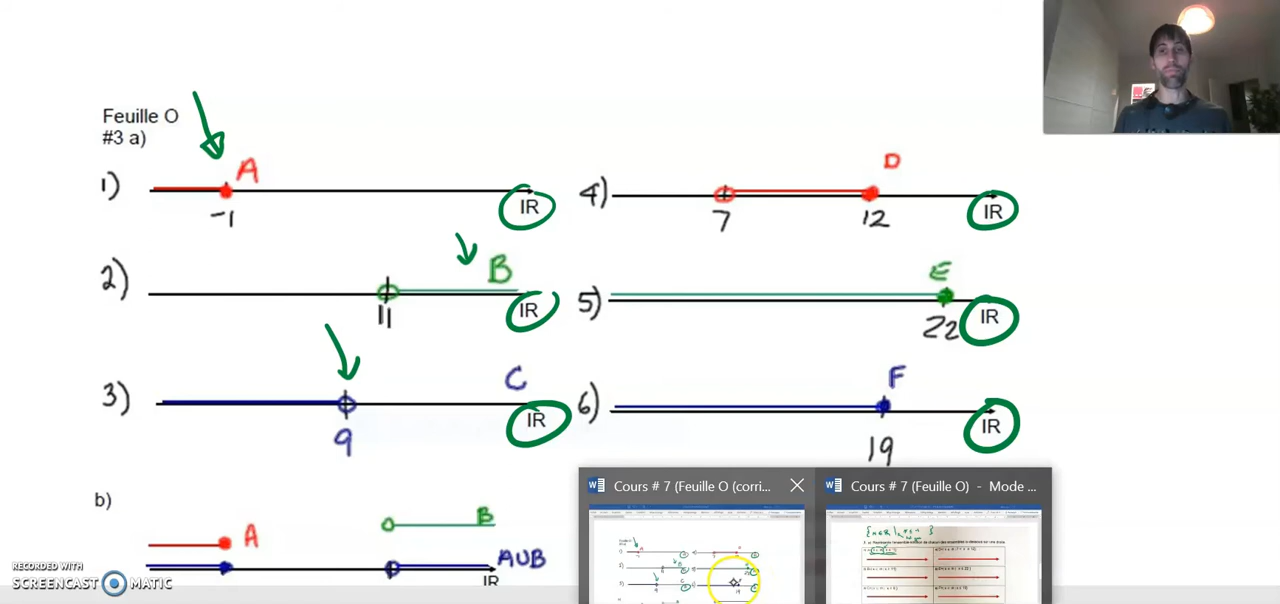 Feuille O
#3 a)
1) A
-1 IR
2) B
11 IR
3) C
9 IR
4) D
7 12 IR
5) E
22 IR
6) F
19 IR
b)
A
B
AUB
IR
Cours # 7 (Feuille O (corri...
Cours # 7 (Feuille O) - Mode ...
RECORDED WITH
SCREENCAST MATIC